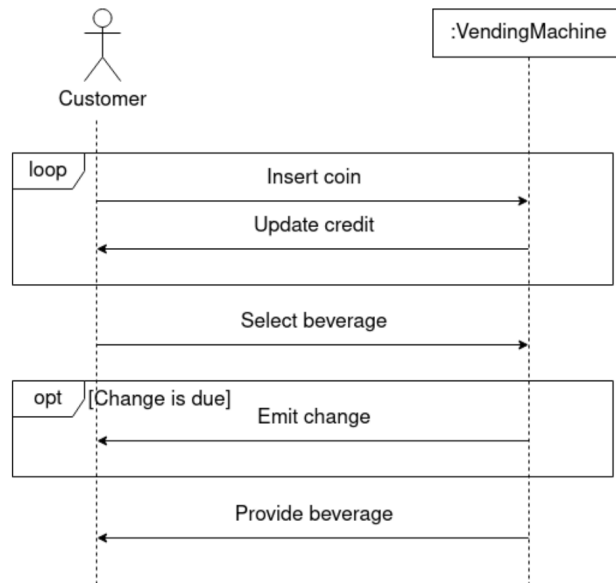 :VendingMachine
Customer
loop
Insert coin
Update credit
Select beverage
opt [Change is due]
Emit change
Provide beverage